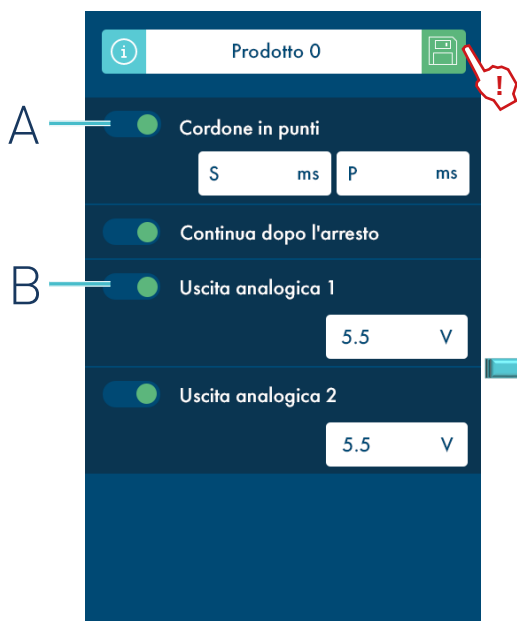 i Prodotto 0 !
A Cordone in punti
S ms P ms
Continua dopo l'arresto
B Uscita analogica 1
5.5 V
Uscita analogica 2
5.5 V